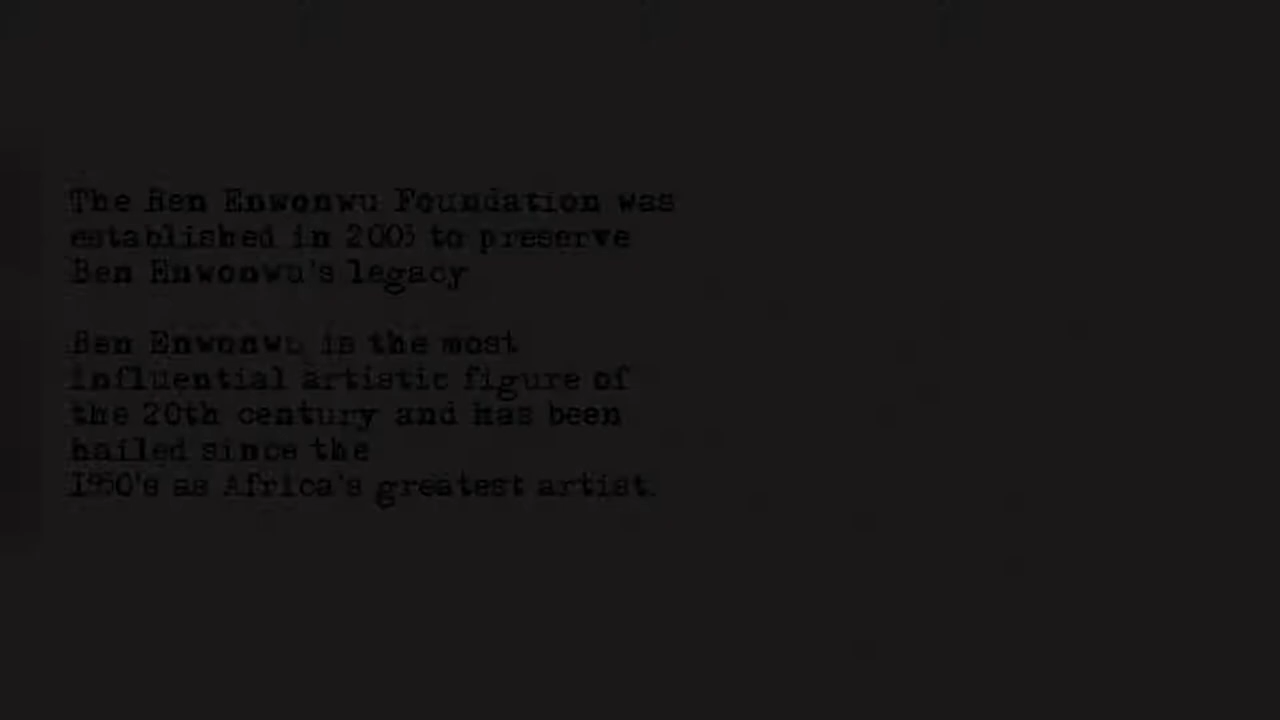 The Ben Enwonwu Foundation was
established in 2003 to preserve
Ben Enwonwu's legacy
Ben Enwonwu is the most
influential artistic figure of
the 20th century and has been
hailed since the
1950's as Africa's greatest artist.